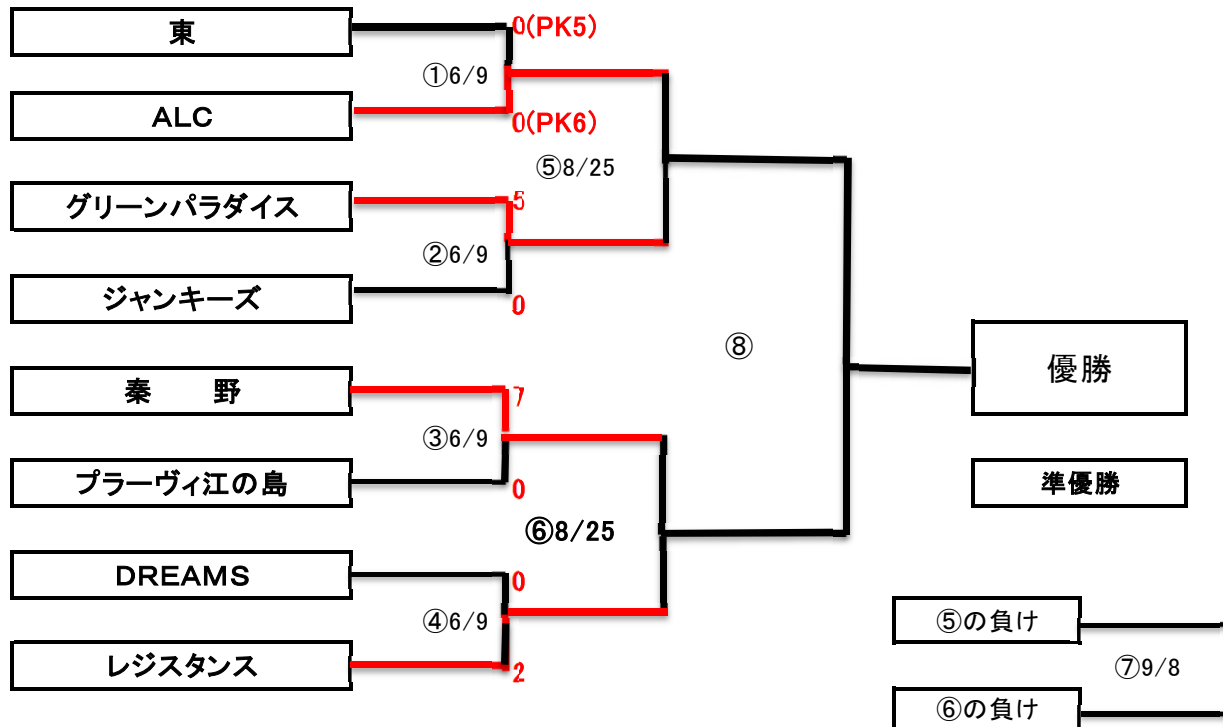 東
0(PK5)
①6/9
ALC
0(PK6)
⑤8/25
グリーンパラダイス
5
②6/9
ジャンキーズ
0
⑧
優勝
秦 野
7
③6/9
プラーヴィ江の島
0
準優勝
⑥8/25
DREAMS
0
④6/9
レジスタンス
2
⑤の負け
⑦9/8
⑥の負け